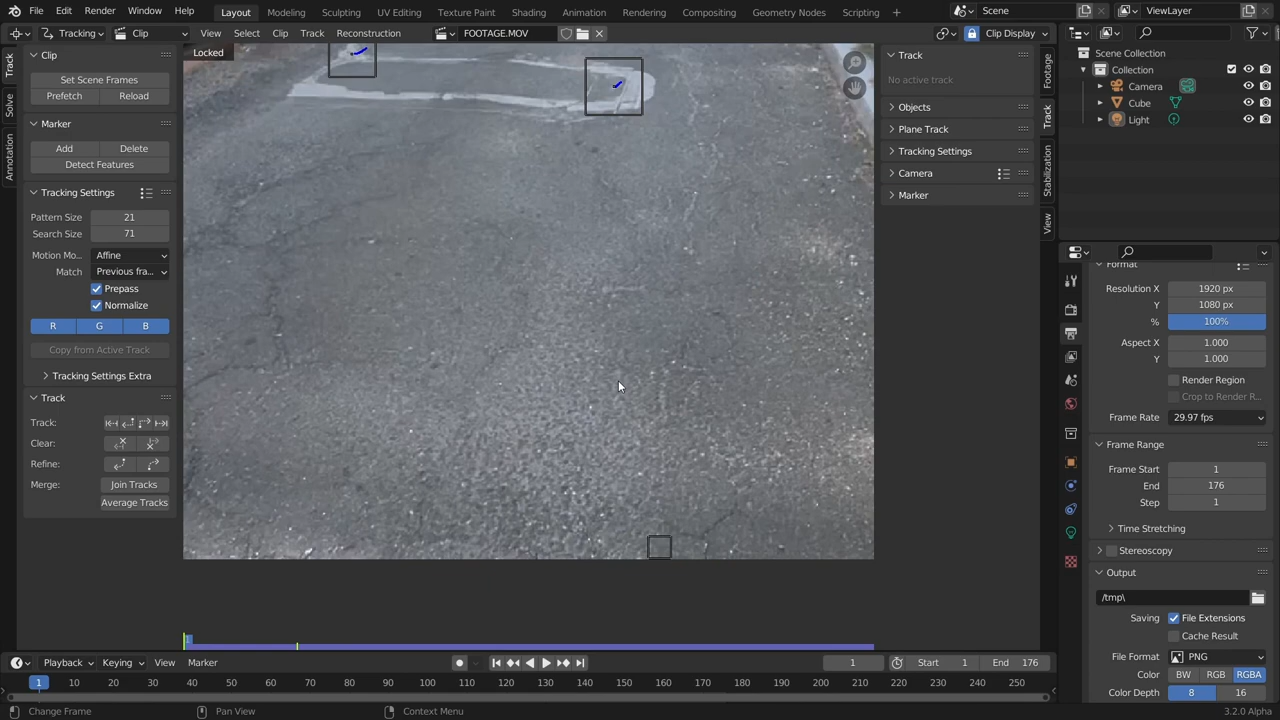 File Edit Render Window Help Layout Modeling Sculpting UV Editing Texture Paint Shading Animation Rendering Compositing Geometry Nodes Scripting Scene ViewLayer
Tracking Clip View Select Clip Track Reconstruction FOOTAGE.MOV Clip Display
Locked
Track
Solve
Annotation
Clip
Set Scene Frames
Prefetch Reload
Marker
Add Delete
Detect Features
Tracking Settings
Pattern Size 21
Search Size 71
Motion Mo... Affine
Match Previous fra...
Prepass
Normalize
R G B
Copy from Active Track
Tracking Settings Extra
Track
Track:
Clear:
Refine:
Merge: Join Tracks
Average Tracks
Track
No active track
Objects
Plane Track
Tracking Settings
Camera
Marker
Footage
Track
Stabilization
View
Scene Collection
Collection
Camera
Cube
Light
Format
Resolution X 1920 px
Y 1080 px
% 100%
Aspect X 1.000
Y 1.000
Render Region
Crop to Render R...
Frame Rate 29.97 fps
Frame Range
Frame Start 1
End 176
Step 1
Time Stretching
Stereoscopy
Output
/tmp\
Saving File Extensions
Cache Result
File Format PNG
Color BW RGB RGBA
Color Depth 8 16
1
Playback Keying View Marker 1 Start 1 End 176
1 10 20 30 40 50 60 70 80 90 100 110 120 130 140 150 160 170 180 190 200 210 220 230 240 250
Change Frame Pan View Context Menu 3.2.0 Alpha